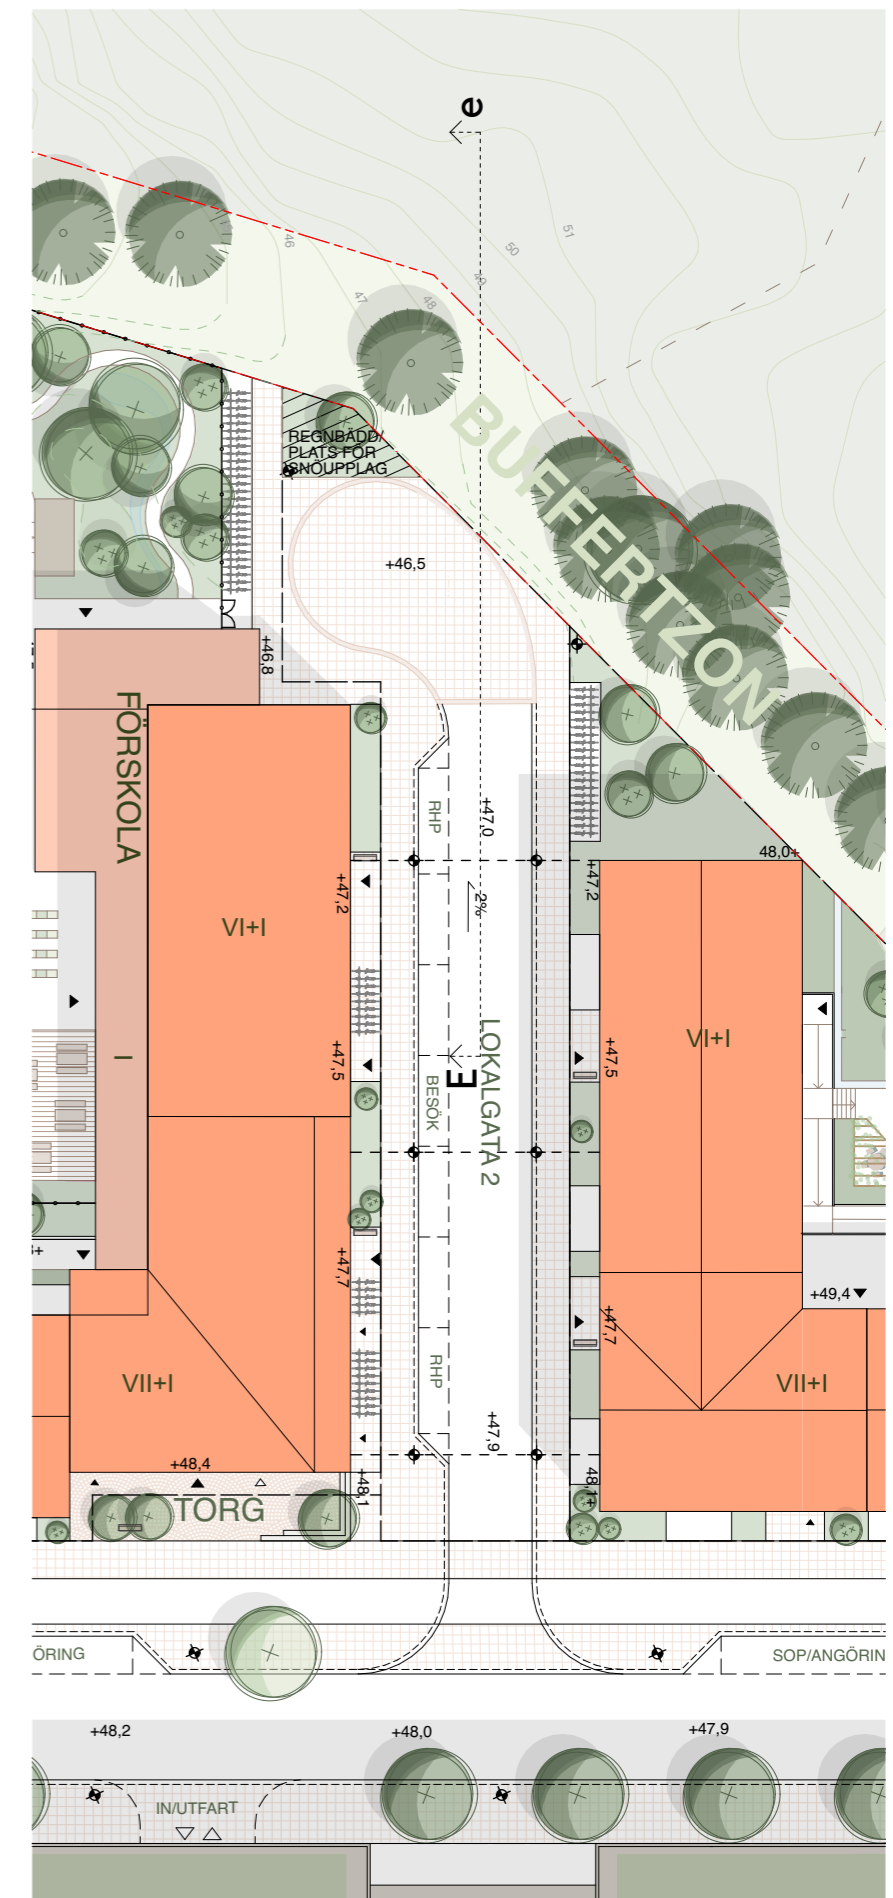 e
46
47
48
49
50
51
BUFFERTZON
REGNBÄDD/
PLATS FÖR
SNÖUPPLAG
+46,5
+46,8
FÖRSKOLA
RHP
+47,0
48,0+
+47,2
+47,2
2%
VI+I
VI+I
I
+47,5
+47,5
E
BESÖK
LOKALGATA 2
+47,7
+47,7
+49,4
RHP
VII+I
VII+I
+47,9
+48,4
+48,1
48,1+
TORG
ÖRING
SOP/ANGÖRIN
+48,2
+48,0
+47,9
IN/UTFART